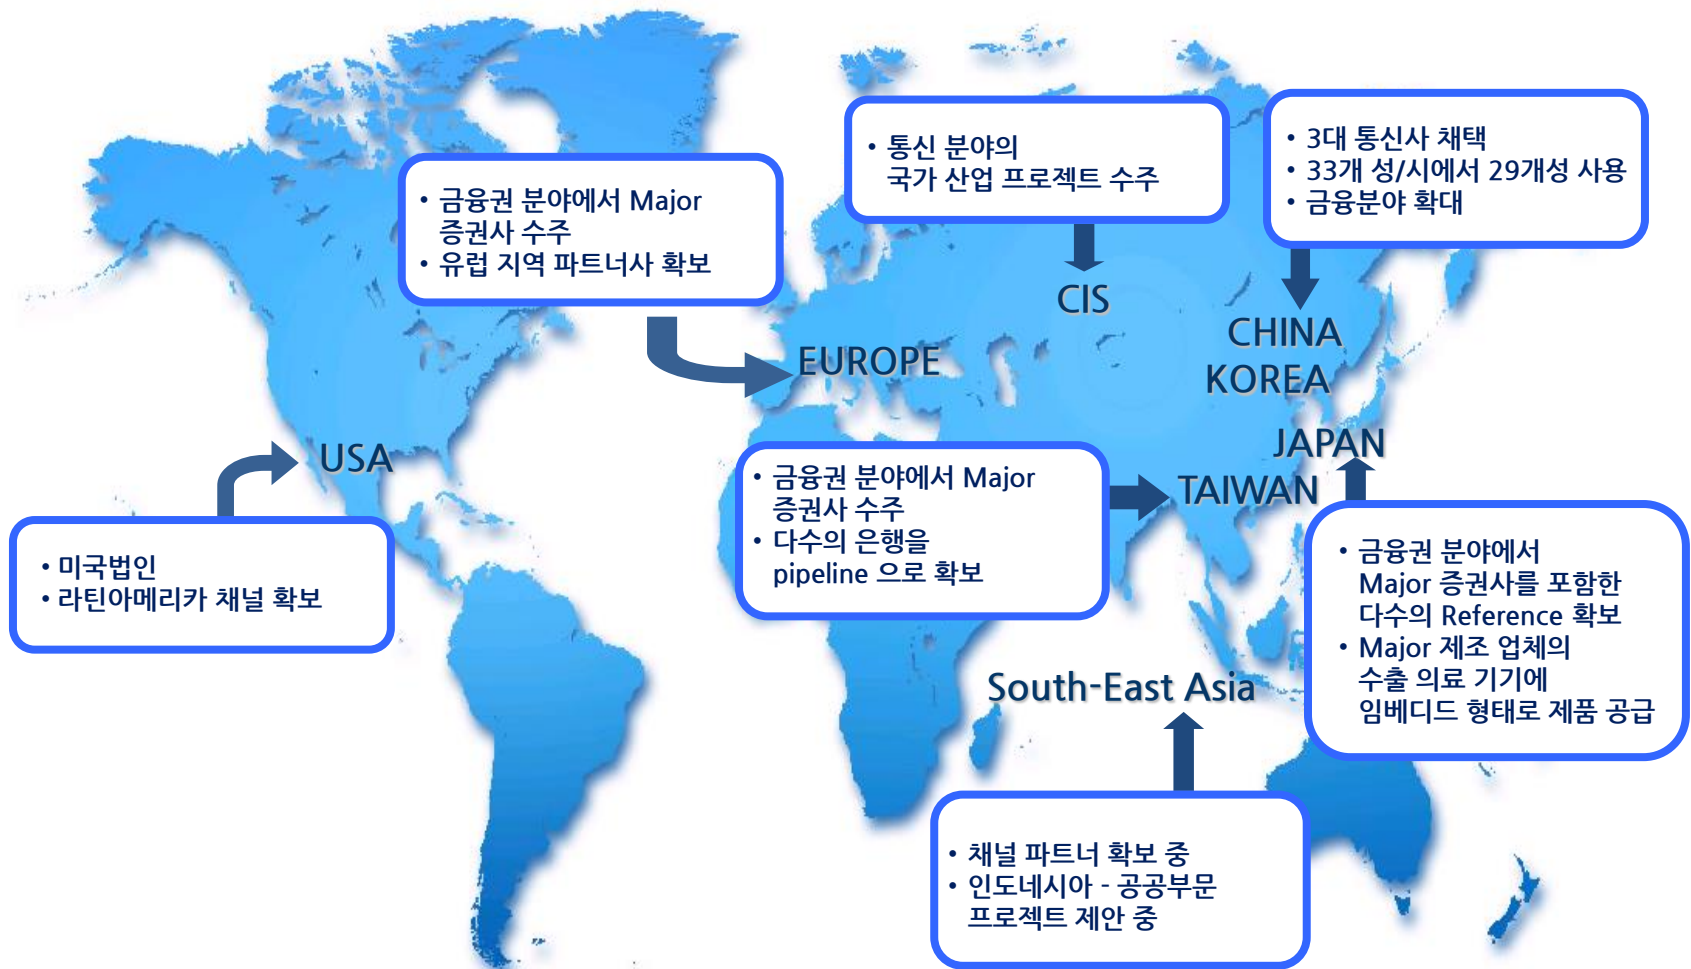 • 통신 분야의
국가 산업 프로젝트 수주
• 3대 통신사 채택
• 33개 성/시에서 29개성 사용
• 금융분야 확대
• 금융권 분야에서 Major
증권사 수주
• 유럽 지역 파트너사 확보
CIS
CHINA
EUROPE
KOREA
USA
JAPAN
TAIWAN
• 금융권 분야에서 Major
증권사 수주
• 다수의 은행을
pipeline 으로 확보
• 미국법인
• 라틴아메리카 채널 확보
• 금융권 분야에서
Major 증권사를 포함한
다수의 Reference 확보
• Major 제조 업체의
수출 의료 기기에
임베디드 형태로 제품 공급
South-East Asia
• 채널 파트너 확보 중
• 인도네시아 - 공공부문
프로젝트 제안 중